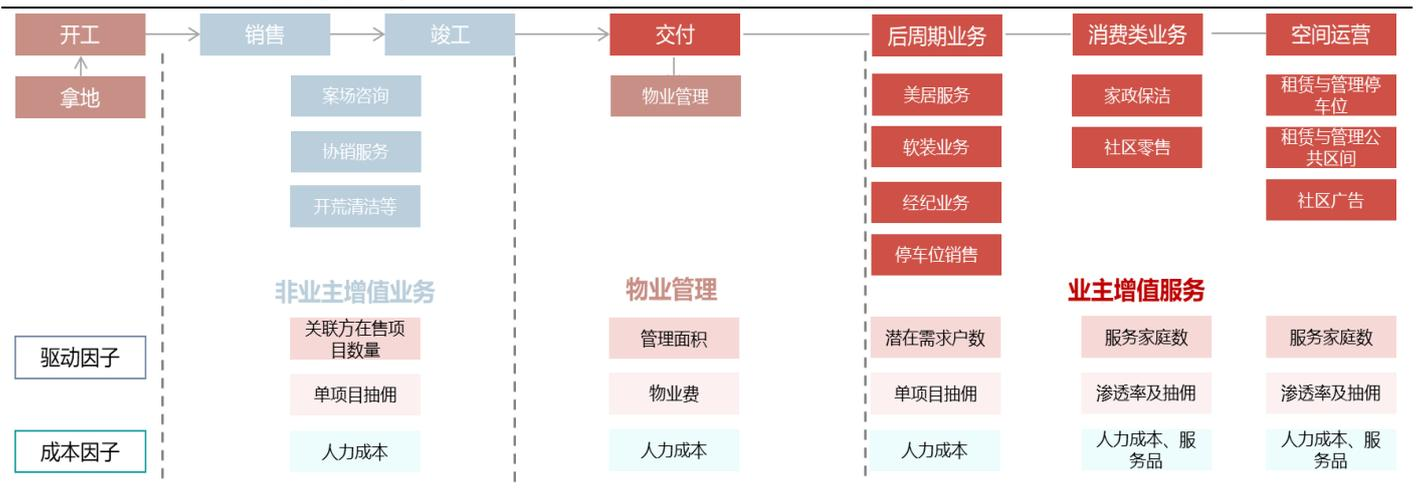 开工
销售
竣工
交付
后周期业务
消费类业务
空间运营
拿地
案场咨询
协销服务
开荒清洁等
物业管理
美居服务
软装业务
经纪业务
停车位销售
家政保洁
社区零售
租赁与管理停
车位
租赁与管理公
共区间
社区广告
非业主增值业务
物业管理
业主增值服务
驱动因子
关联方在售项
目数量
管理面积
潜在需求户数
服务家庭数
服务家庭数
单项目抽佣
物业费
单项目抽佣
渗透率及抽佣
渗透率及抽佣
成本因子
人力成本
人力成本
人力成本
人力成本、服
务品
人力成本、服
务品